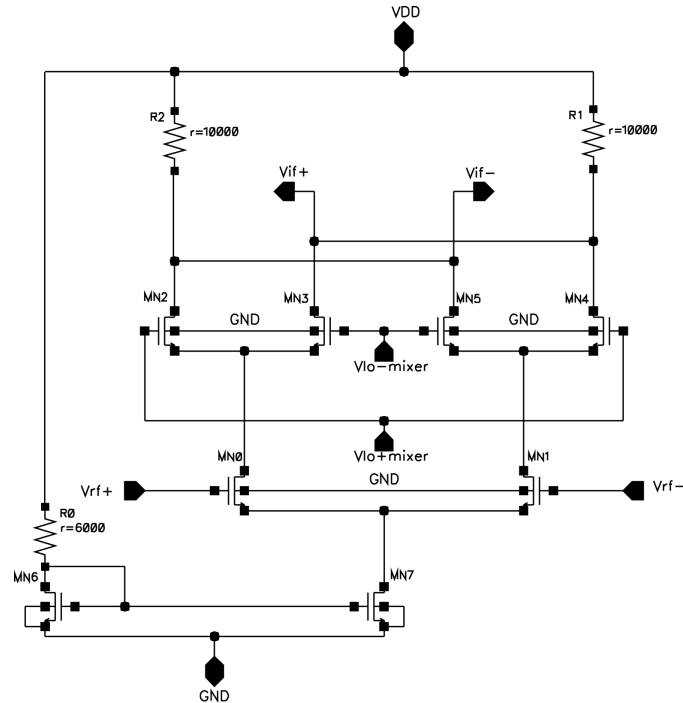 VDD
R2
r=10000
R1
r=10000
Vif+
Vif-
MN2
MN3
MN5
MN4
GND
GND
Vlo-mixer
Vlo+mixer
MN0
MN1
GND
Vrf+
Vrf-
R0
r=6000
MN6
MN7
GND